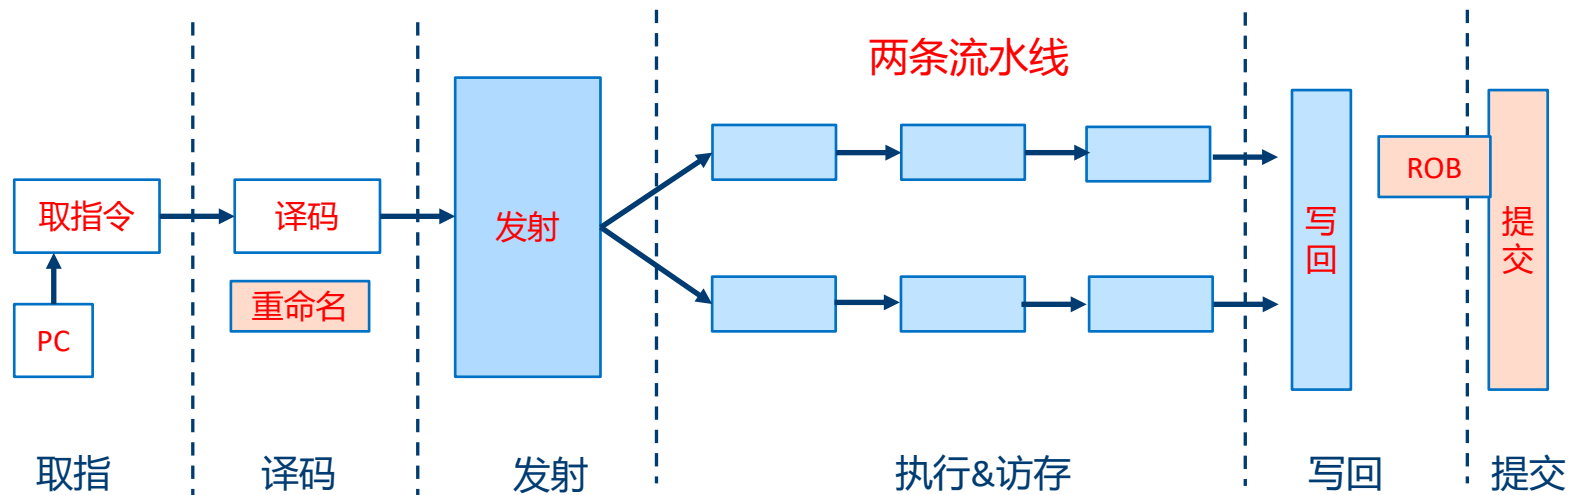 两条流水线
取指令
译码
发射
ROB
写回
提交
重命名
PC
取指
译码
发射
执行&访存
写回
提交